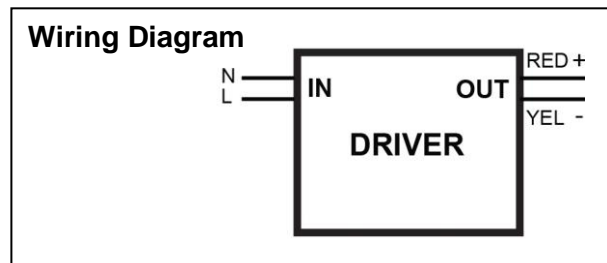 Wiring Diagram
N
L
IN
OUT
RED +
YEL -
DRIVER